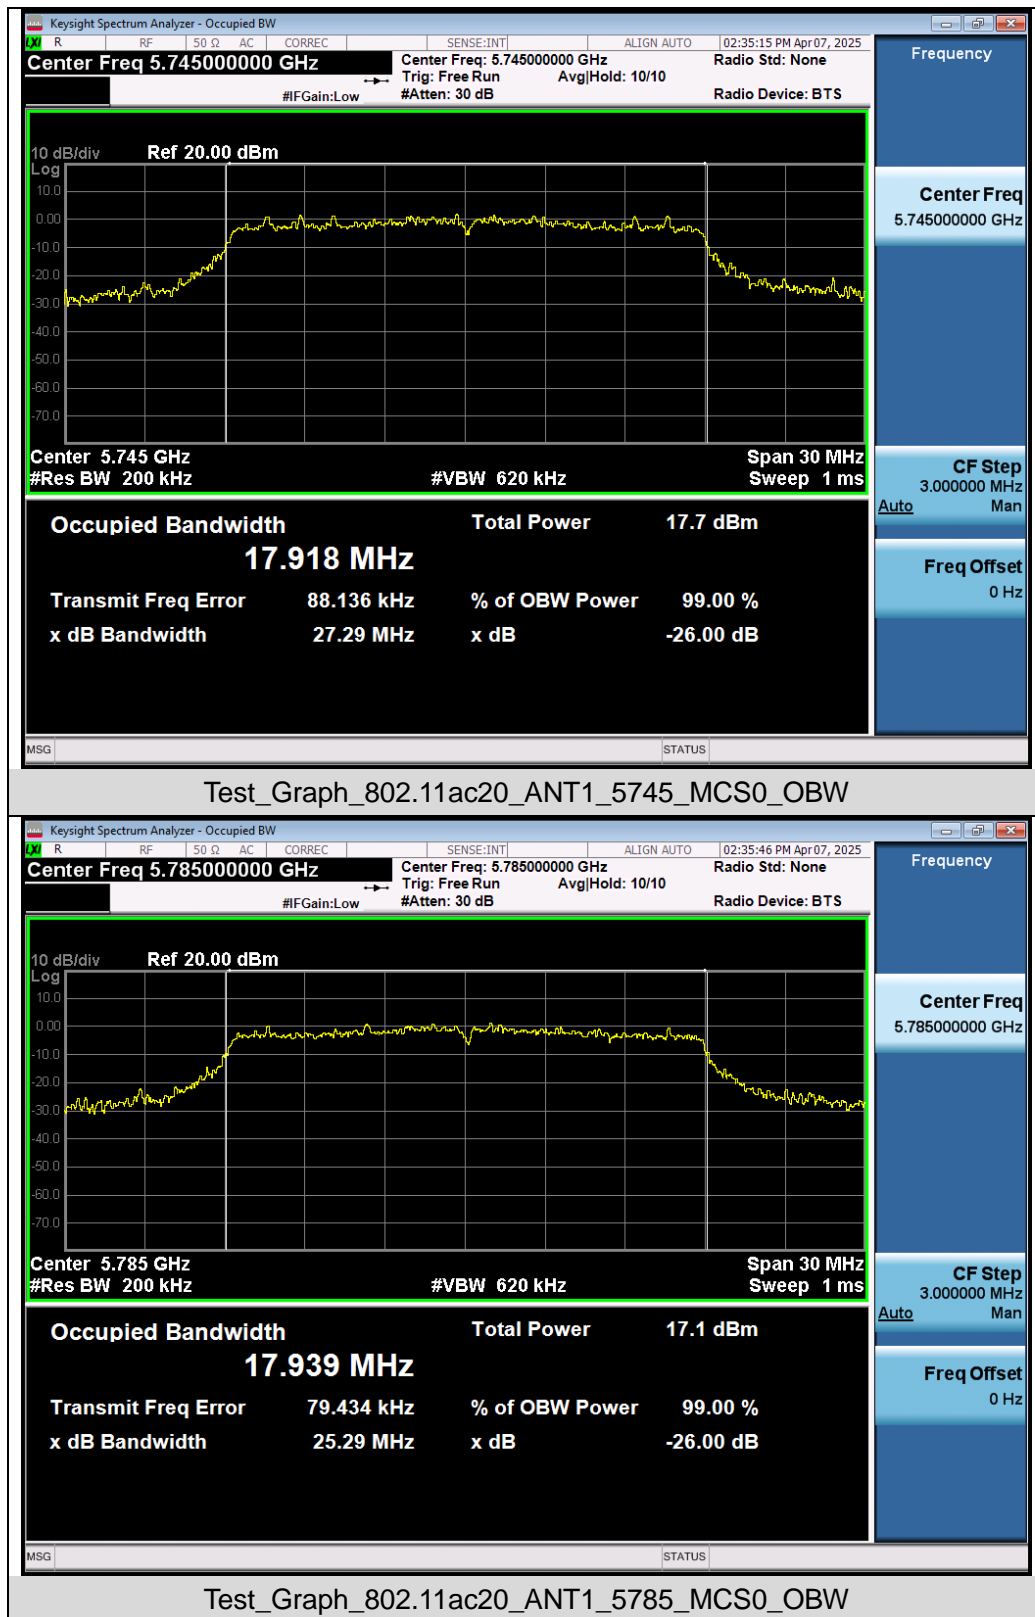 Keysight Spectrum Analyzer - Occupied BW
LXI R RF 50 Ω AC CORREC SENSE:INT ALIGN AUTO 02:35:15 PM Apr 07, 2025
Center Freq 5.745000000 GHz
Center Freq: 5.745000000 GHz
Radio Std: None
Trig: Free Run Avg|Hold: 10/10
#IFGain:Low #Atten: 30 dB Radio Device: BTS
Frequency
10 dB/div Ref 20.00 dBm
Log
10.0
0.00
-10.0
-20.0
-30.0
-40.0
-50.0
-60.0
-70.0
Center Freq
5.745000000 GHz
Center 5.745 GHz Span 30 MHz
#Res BW 200 kHz #VBW 620 kHz Sweep 1 ms
CF Step
3.000000 MHz
Auto Man
Freq Offset
0 Hz
Occupied Bandwidth Total Power 17.7 dBm
17.918 MHz
Transmit Freq Error 88.136 kHz % of OBW Power 99.00 %
x dB Bandwidth 27.29 MHz x dB -26.00 dB
MSG STATUS
Test_Graph_802.11ac20_ANT1_5745_MCS0_OBW
Keysight Spectrum Analyzer - Occupied BW
LXI R RF 50 Ω AC CORREC SENSE:INT ALIGN AUTO 02:35:46 PM Apr 07, 2025
Center Freq 5.785000000 GHz
Center Freq: 5.785000000 GHz
Radio Std: None
Trig: Free Run Avg|Hold: 10/10
#IFGain:Low #Atten: 30 dB Radio Device: BTS
Frequency
10 dB/div Ref 20.00 dBm
Log
10.0
0.00
-10.0
-20.0
-30.0
-40.0
-50.0
-60.0
-70.0
Center Freq
5.785000000 GHz
Center 5.785 GHz Span 30 MHz
#Res BW 200 kHz #VBW 620 kHz Sweep 1 ms
CF Step
3.000000 MHz
Auto Man
Freq Offset
0 Hz
Occupied Bandwidth Total Power 17.1 dBm
17.939 MHz
Transmit Freq Error 79.434 kHz % of OBW Power 99.00 %
x dB Bandwidth 25.29 MHz x dB -26.00 dB
MSG STATUS
Test_Graph_802.11ac20_ANT1_5785_MCS0_OBW